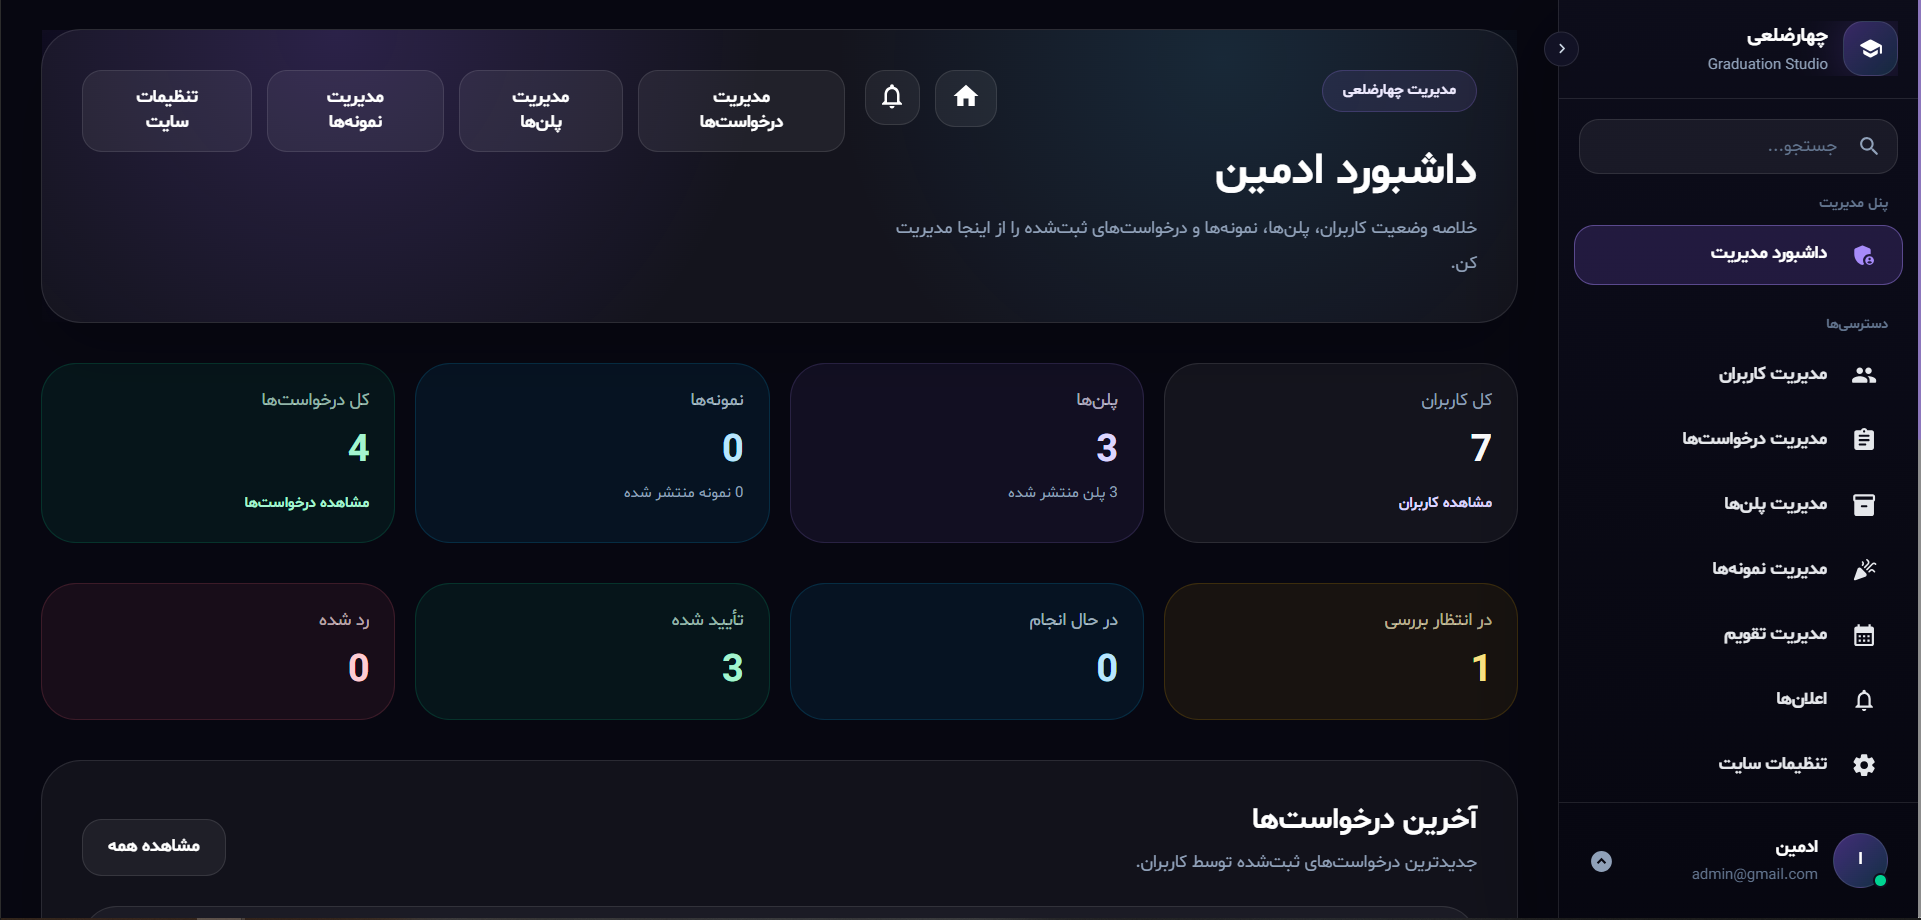 چهارضلعی
Graduation Studio
جستجو...
پنل مدیریت
داشبورد مدیریت
دسترسی‌ها
مدیریت کاربران
مدیریت درخواست‌ها
مدیریت پلن‌ها
مدیریت نمونه‌ها
مدیریت تقویم
اعلان‌ها
تنظیمات سایت
ا
ادمین
admin@gmail.com
مدیریت چهارضلعی
داشبورد ادمین
خلاصه وضعیت کاربران، پلن‌ها، نمونه‌ها و درخواست‌های ثبت‌شده را از اینجا مدیریت
کن.
مدیریت
درخواست‌ها
مدیریت
پلن‌ها
مدیریت
نمونه‌ها
تنظیمات
سایت
کل کاربران
7
مشاهده کاربران
پلن‌ها
3
3 پلن منتشر شده
نمونه‌ها
0
0 نمونه منتشر شده
کل درخواست‌ها
4
مشاهده درخواست‌ها
در انتظار بررسی
1
در حال انجام
0
تأیید شده
3
رد شده
0
آخرین درخواست‌ها
جدیدترین درخواست‌های ثبت‌شده توسط کاربران.
مشاهده همه